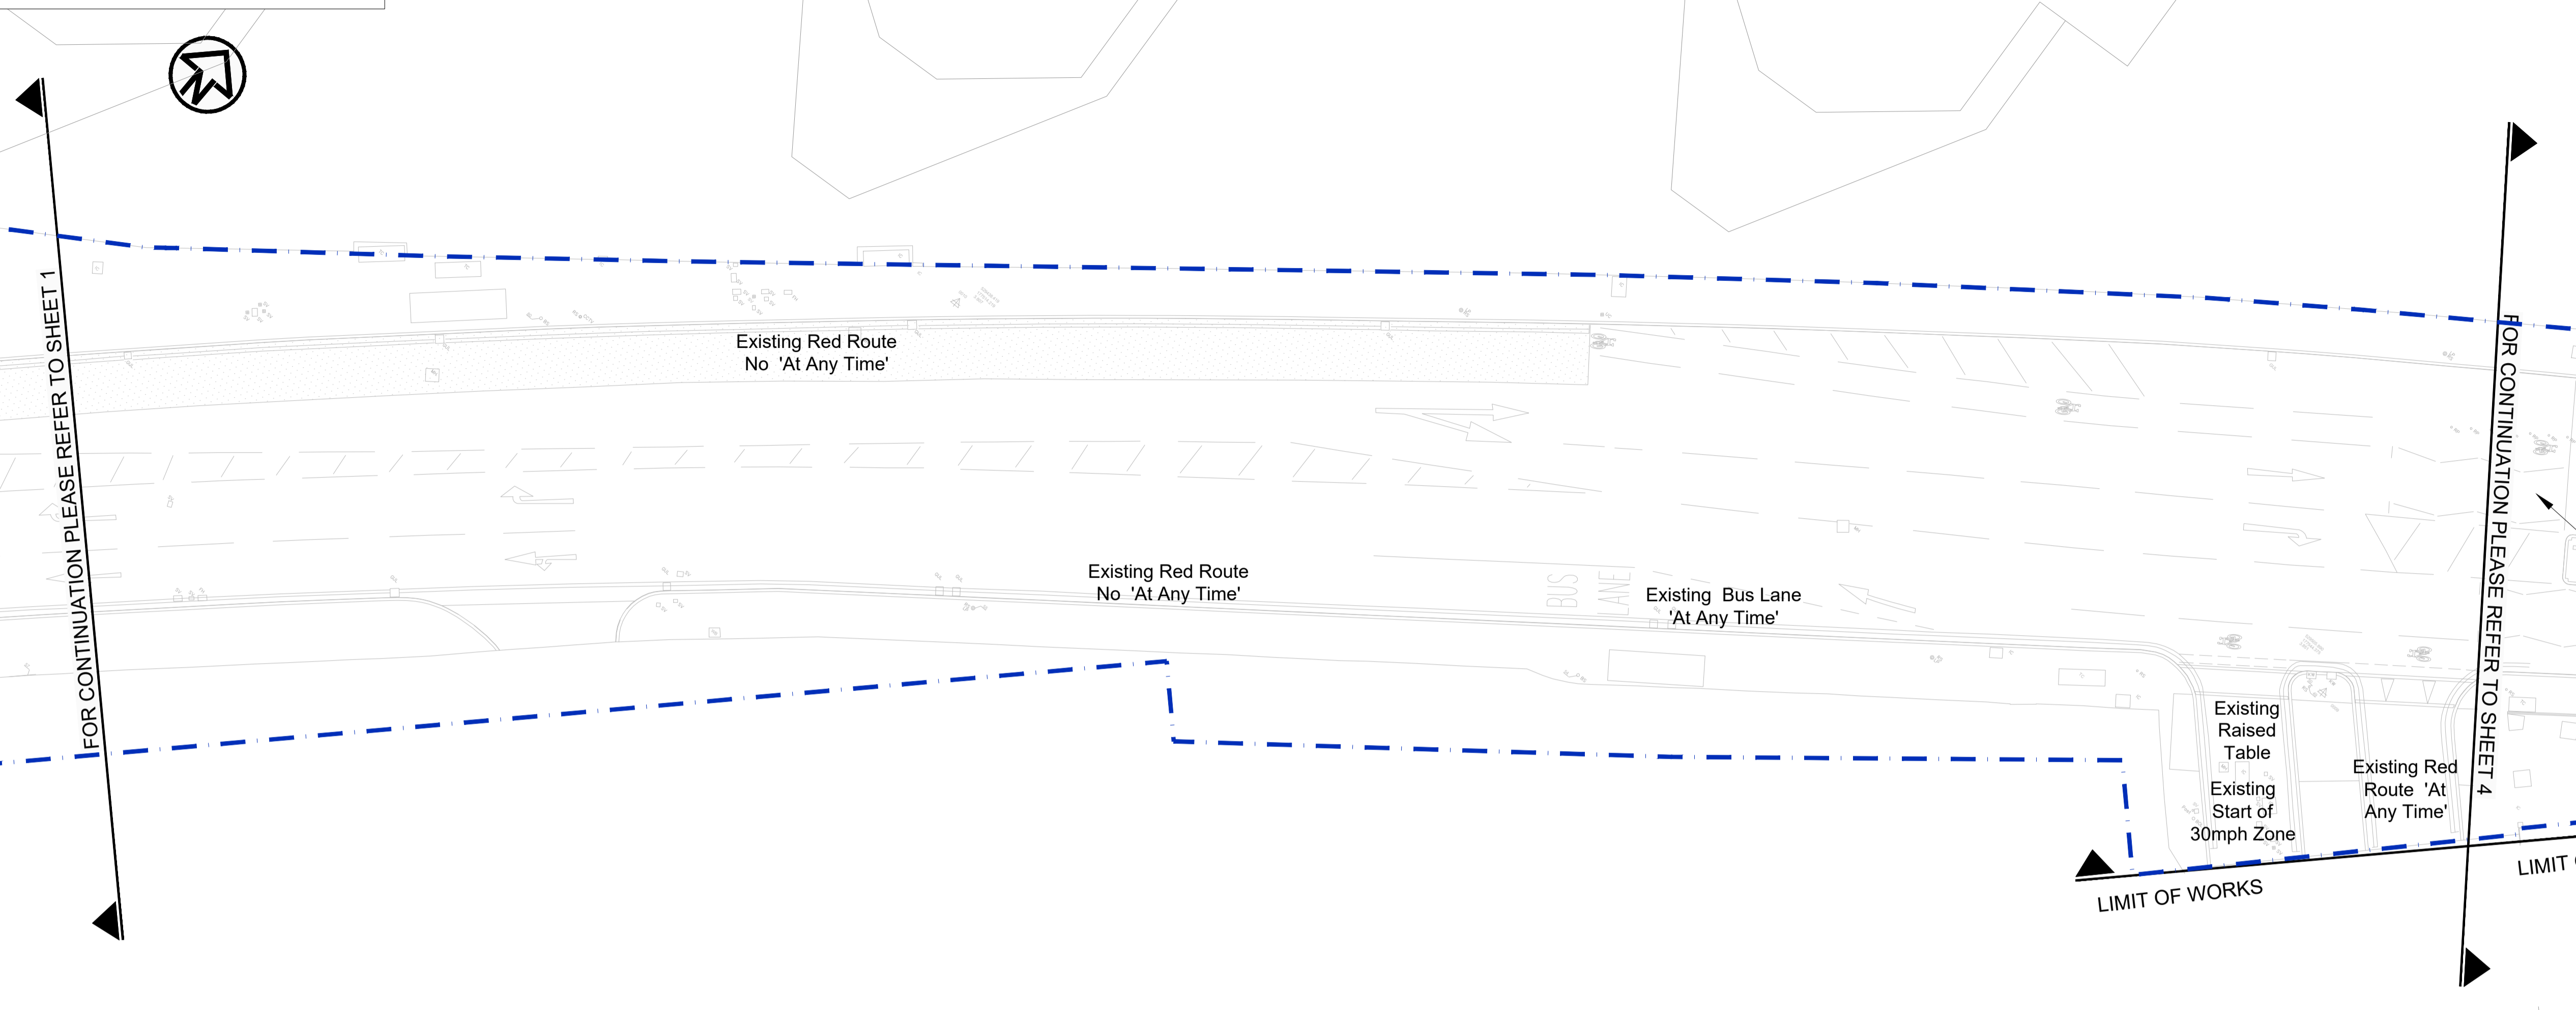 FOR CONTINUATION PLEASE REFER TO SHEET 1
Existing Red Route
No 'At Any Time'
Existing Red Route
No 'At Any Time'
BUS
LANE
Existing Bus Lane
'At Any Time'
Existing
Raised
Table
Existing
Start of
30mph Zone
Existing Red
Route 'At
Any Time'
FOR CONTINUATION PLEASE REFER TO SHEET 4
LIMIT OF WORKS
LIMIT